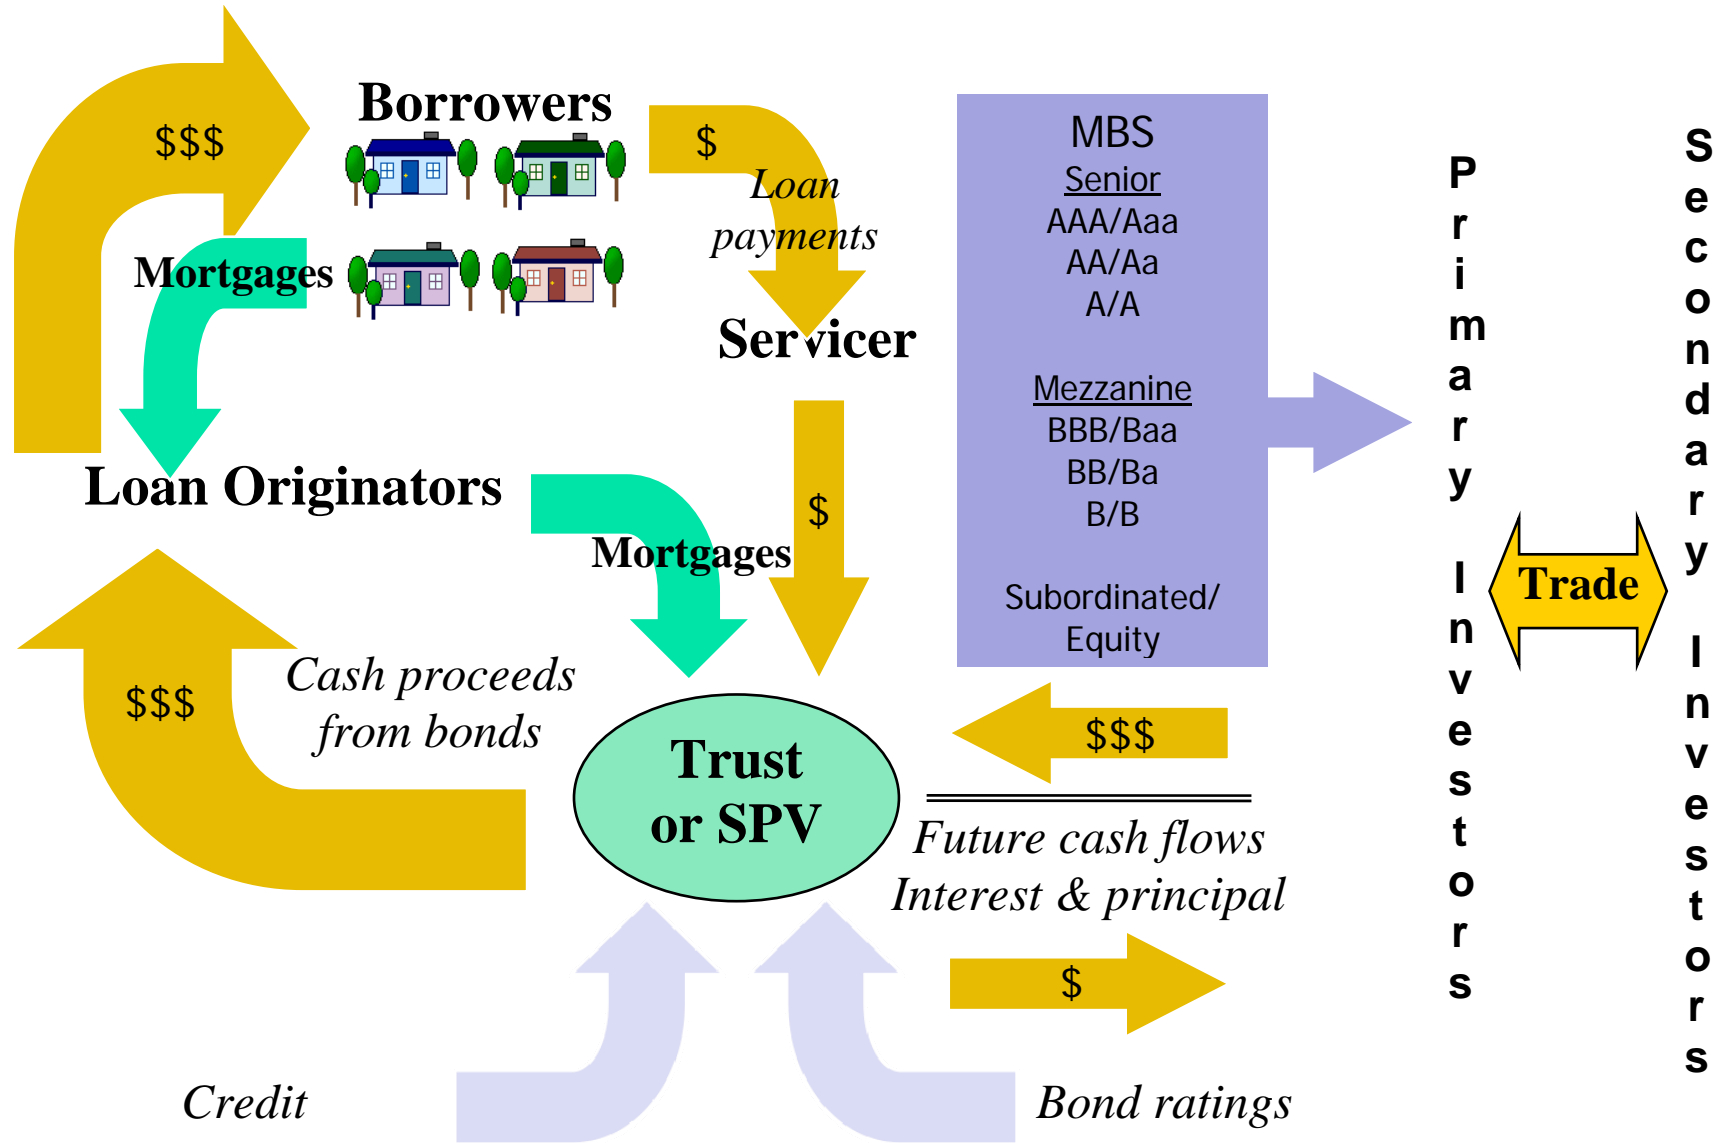 Borrowers
$$$
$
Loan
payments
Mortgages
Servicer
Loan Originators
$
Mortgages
Cash proceeds
from bonds
$$$
Trust
or SPV
MBS
Senior
AAA/Aaa
AA/Aa
A/A
Mezzanine
BBB/Baa
BB/Ba
B/B
Subordinated/
Equity
$$$
Future cash flows
Interest & principal
$
Credit
Bond ratings
Primary Investors
Trade
Secondary Investors